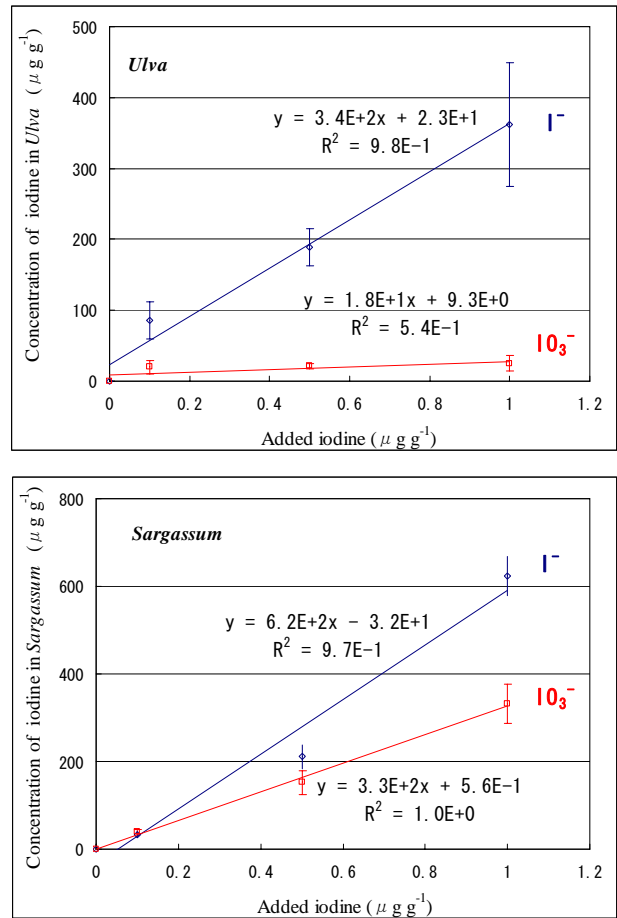 Ulva
Concentration of iodine in Ulva (μg g-1)
500
400
300
200
100
0
y = 3.4E+2x + 2.3E+1
R2 = 9.8E-1
I-
y = 1.8E+1x + 9.3E+0
R2 = 5.4E-1
IO3-
0 0.2 0.4 0.6 0.8 1 1.2
Added iodine (μg g-1)
Sargassum
Concentration of iodine in Sargassum (μg g-1)
800
600
400
200
0
I-
y = 6.2E+2x - 3.2E+1
R2 = 9.7E-1
IO3-
y = 3.3E+2x + 5.6E-1
R2 = 1.0E+0
0 0.2 0.4 0.6 0.8 1 1.2
Added iodine (μg g-1)